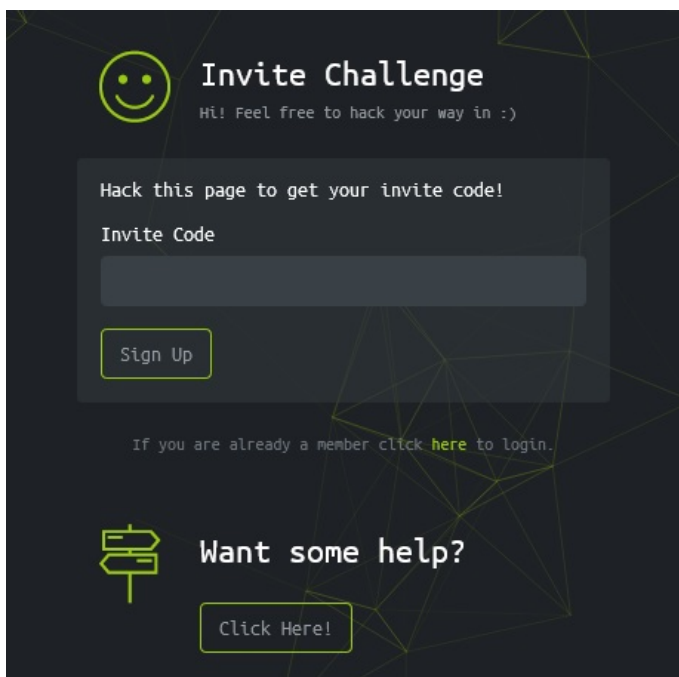 Invite Challenge
Hi! Feel free to hack your way in :)
Hack this page to get your invite code!
Invite Code
Sign Up
If you are already a member click here to login.
Want some help?
Click Here!